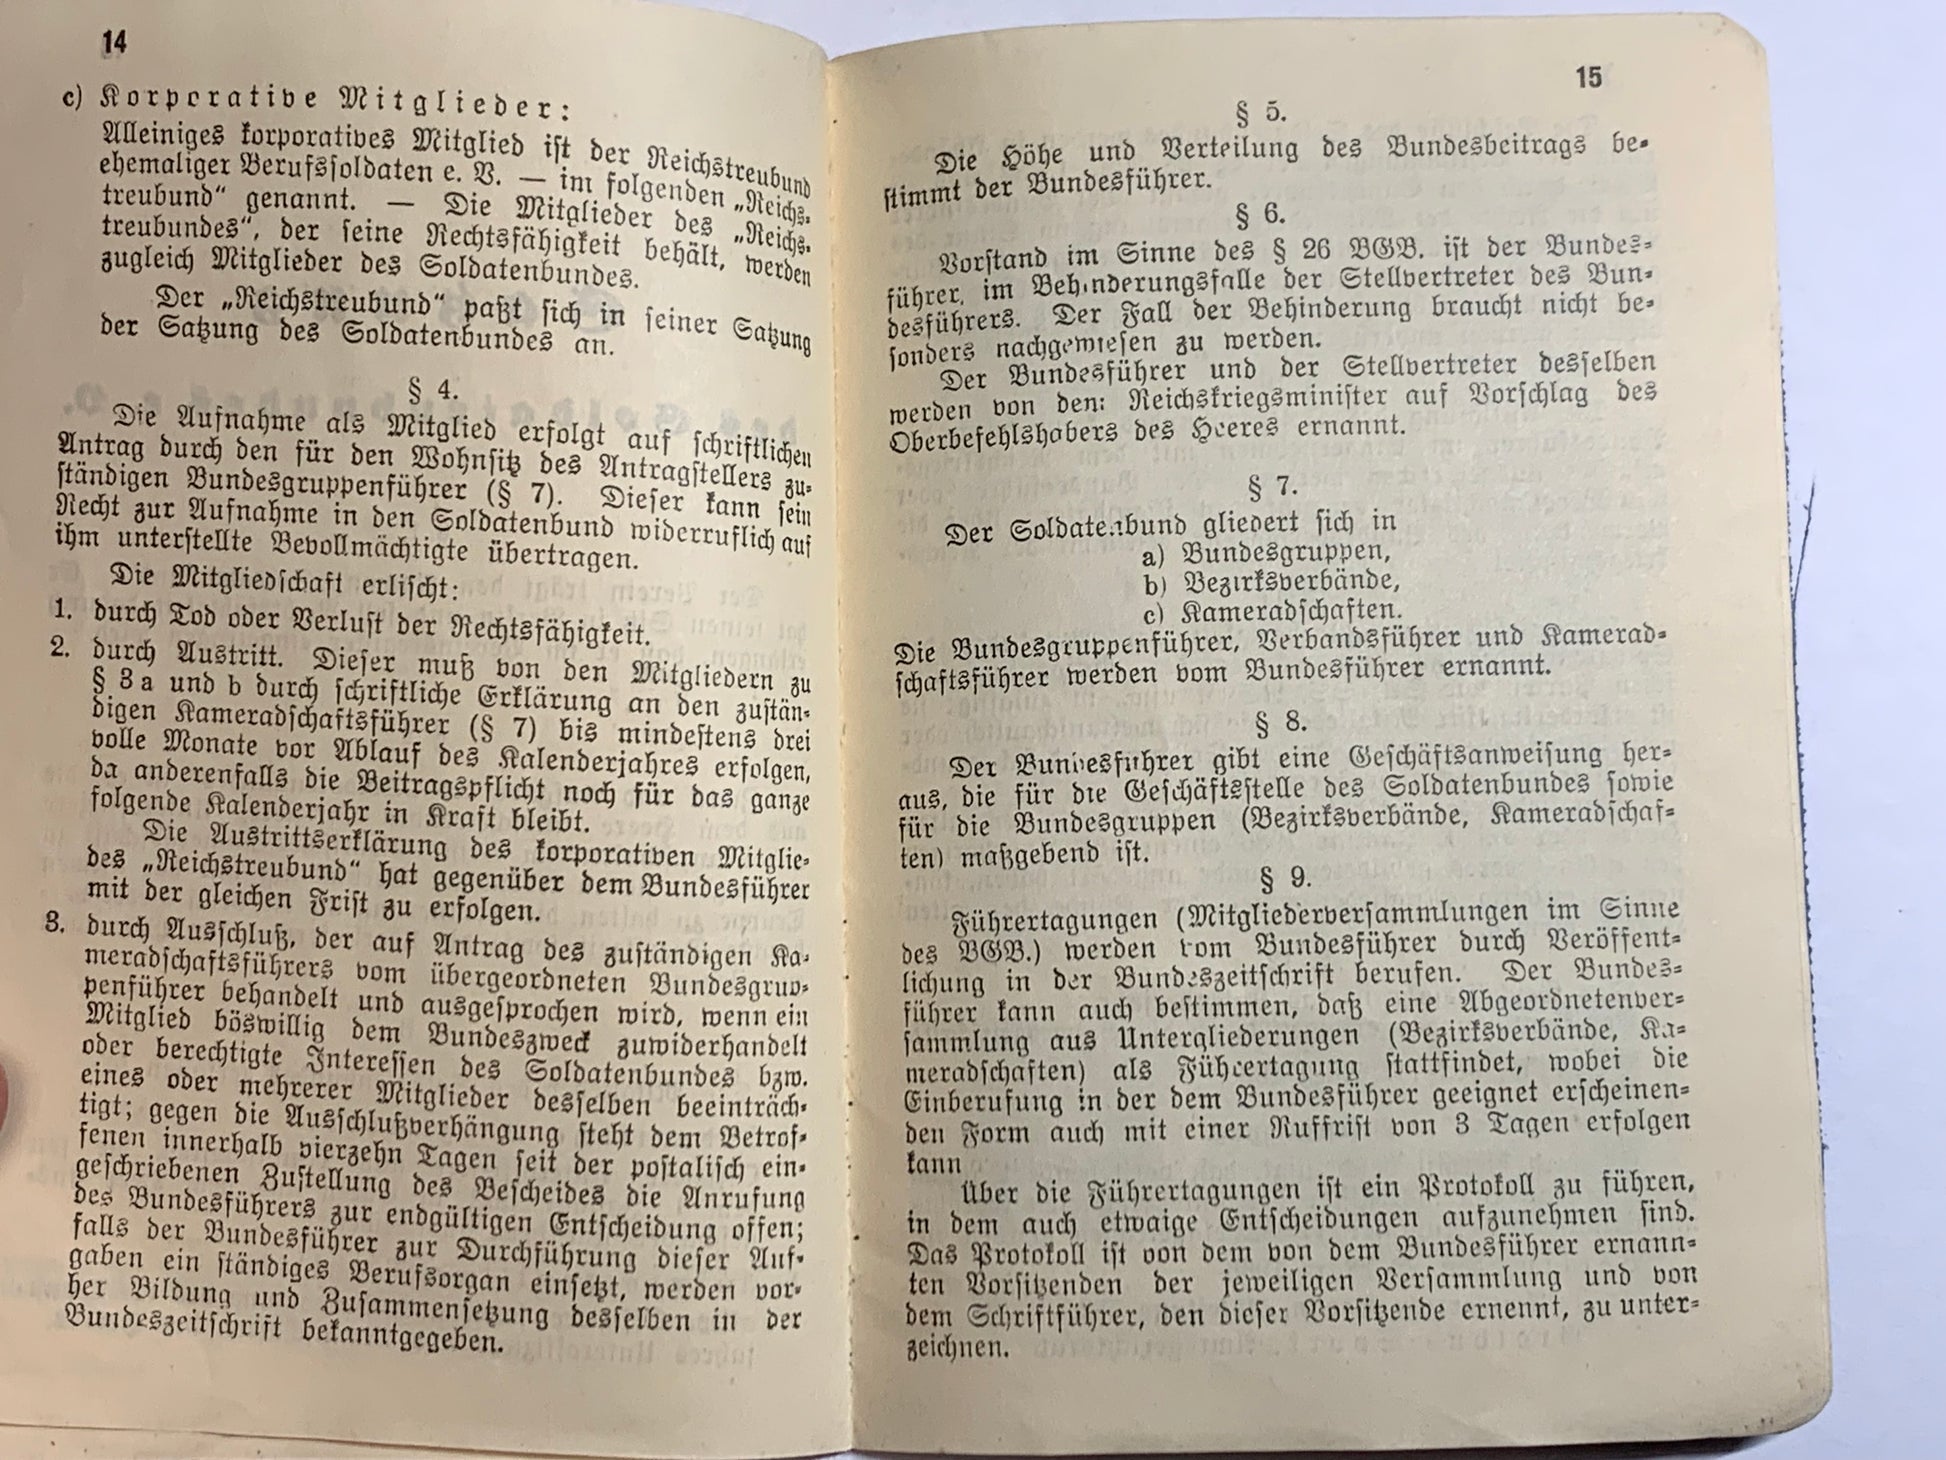 14
c) Korporative Mitglieder:
Alleiniges korporatives Mitglied ist der Reichstreubund
ehemaliger Berufssoldaten e. V. — im folgenden „Reichs-
treubund“ genannt. — Die Mitglieder des „Reichs-
treubundes“, der seine Rechtsfähigkeit behält, werden
zugleich Mitglieder des Soldatenbundes.
Der „Reichstreubund“ paßt sich in seiner Satzung
der Satzung des Soldatenbundes an.
§ 4.
Die Aufnahme als Mitglied erfolgt auf schriftlichen
Antrag durch den für den Wohnsitz des Antragstellers zu-
ständigen Bundesgruppenführer (§ 7). Dieser kann sein
Recht zur Aufnahme in den Soldatenbund widerruflich auf
ihm unterstellte Bevollmächtigte übertragen.
Die Mitgliedschaft erlischt:
1. durch Tod oder Verlust der Rechtsfähigkeit.
2. durch Austritt. Dieser muß von den Mitgliedern zu
§ 3 a und b durch schriftliche Erklärung an den zustän-
digen Kameradschaftsführer (§ 7) bis mindestens drei
volle Monate vor Ablauf des Kalenderjahres erfolgen,
da anderenfalls die Beitragspflicht noch für das ganze
folgende Kalenderjahr in Kraft bleibt.
Die Austrittserklärung des korporativen Mitglie-
des „Reichstreubund“ hat gegenüber dem Bundesführer
mit der gleichen Frist zu erfolgen.
3. durch Ausschluß, der auf Antrag des zuständigen Ka-
meradschaftsführers vom übergeordneten Bundesgrup-
penführer behandelt und ausgesprochen wird, wenn ein
Mitglied böswillig dem Bundeszweck zuwiderhandelt
oder berechtigte Interessen des Soldatenbundes bzw.
eines oder mehrerer Mitglieder desselben beeinträch-
tigt; gegen die Ausschlußverhängung steht dem Betrof-
fenen innerhalb vierzehn Tagen seit der postalisch ein-
geschriebenen Zustellung des Bescheides die Anrufung
des Bundesführers zur endgültigen Entscheidung offen;
falls der Bundesführer zur Durchführung dieser Auf-
gaben ein ständiges Berufsorgan einsetzt, werden vor-
her Bildung und Zusammensetzung desselben in der
Bundeszeitschrift bekanntgegeben.
15
§ 5.
Die Höhe und Verteilung des Bundesbeitrags be-
stimmt der Bundesführer.
§ 6.
Vorstand im Sinne des § 26 BGB. ist der Bundes-
führer, im Behinderungsfalle der Stellvertreter des Bun-
desführers. Der Fall der Behinderung braucht nicht be-
sonders nachgewiesen zu werden.
Der Bundesführer und der Stellvertreter desselben
werden von dem Reichskriegsminister auf Vorschlag des
Oberbefehlshabers des Heeres ernannt.
§ 7.
Der Soldatenbund gliedert sich in
a) Bundesgruppen,
b) Bezirksverbände,
c) Kameradschaften.
Die Bundesgruppenführer, Verbandsführer und Kamerad-
schaftsführer werden vom Bundesführer ernannt.
§ 8.
Der Bundesführer gibt eine Geschäftsanweisung her-
aus, die für die Geschäftsstelle des Soldatenbundes sowie
für die Bundesgruppen (Bezirksverbände, Kameradschaf-
ten) maßgebend ist.
§ 9.
Führertagungen (Mitgliederversammlungen im Sinne
des BGB.) werden vom Bundesführer durch Veröffent-
lichung in der Bundeszeitschrift berufen. Der Bundes-
führer kann auch bestimmen, daß eine Abgeordnetenver-
sammlung aus Untergliederungen (Bezirksverbände, Ka-
meradschaften) als Führertagung stattfindet, wobei die
Einberufung in der dem Bundesführer geeignet erscheinen-
den Form auch mit einer Ruffrist von 3 Tagen erfolgen
kann
Über die Führertagungen ist ein Protokoll zu führen,
in dem auch etwaige Entscheidungen aufzunehmen sind.
Das Protokoll ist von dem von dem Bundesführer ernann-
ten Vorsitzenden der jeweiligen Versammlung und von
dem Schriftführer, den dieser Vorsitzende ernennt, zu unter-
zeichnen.